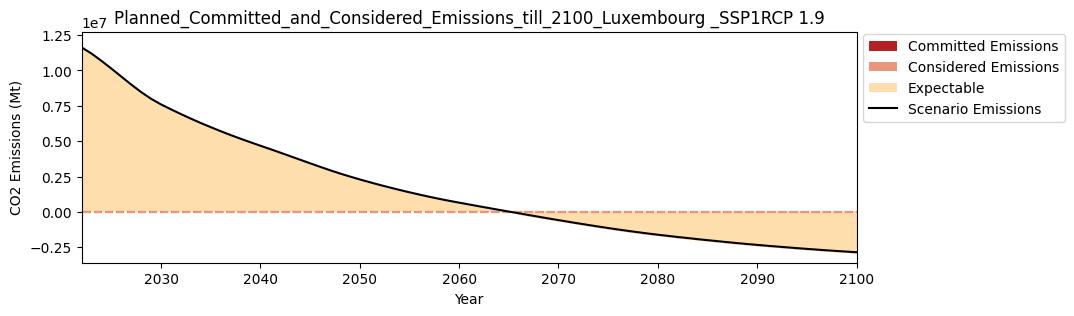 Planned_Committed_and_Considered_Emissions_till_2100_Luxembourg _SSP1RCP 1.9
1e7
1.25
1.00
0.75
0.50
0.25
0.00
−0.25
CO2 Emissions (Mt)
2030
2040
2050
2060
2070
2080
2090
2100
Year
Committed Emissions
Considered Emissions
Expectable
Scenario Emissions